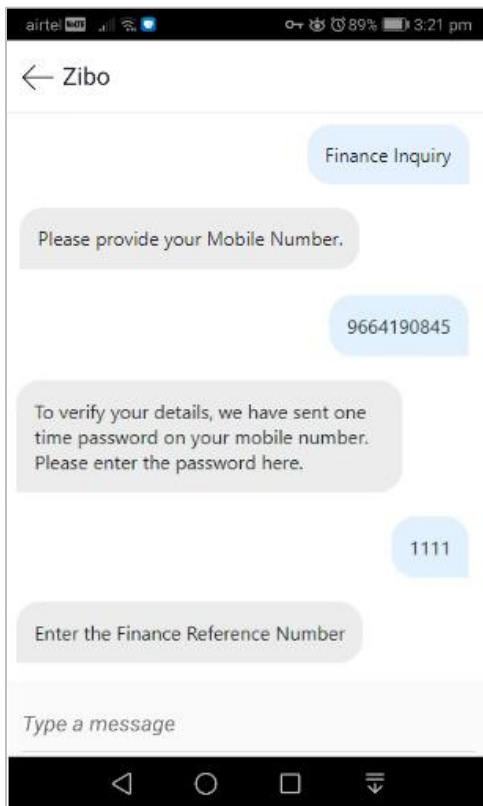 airtel VoLTE 89% 3:21 pm
← Zibo
Finance Inquiry
Please provide your Mobile Number.
9664190845
To verify your details, we have sent one
time password on your mobile number.
Please enter the password here.
1111
Enter the Finance Reference Number
Type a message